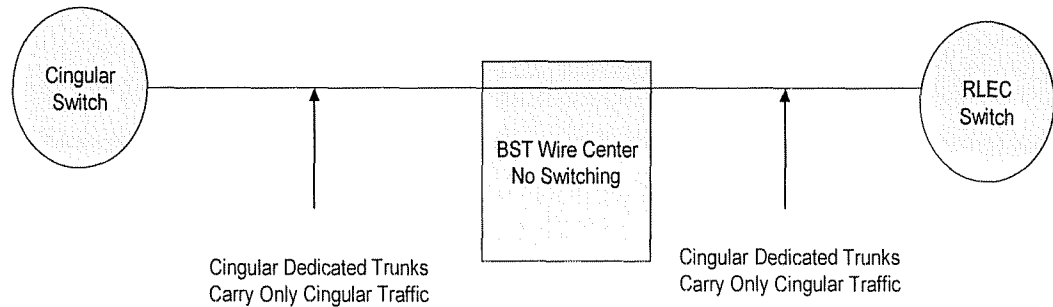 Cingular
Switch
RLEC
Switch
BST Wire Center
No Switching
Cingular Dedicated Trunks
Carry Only Cingular Traffic
Cingular Dedicated Trunks
Carry Only Cingular Traffic